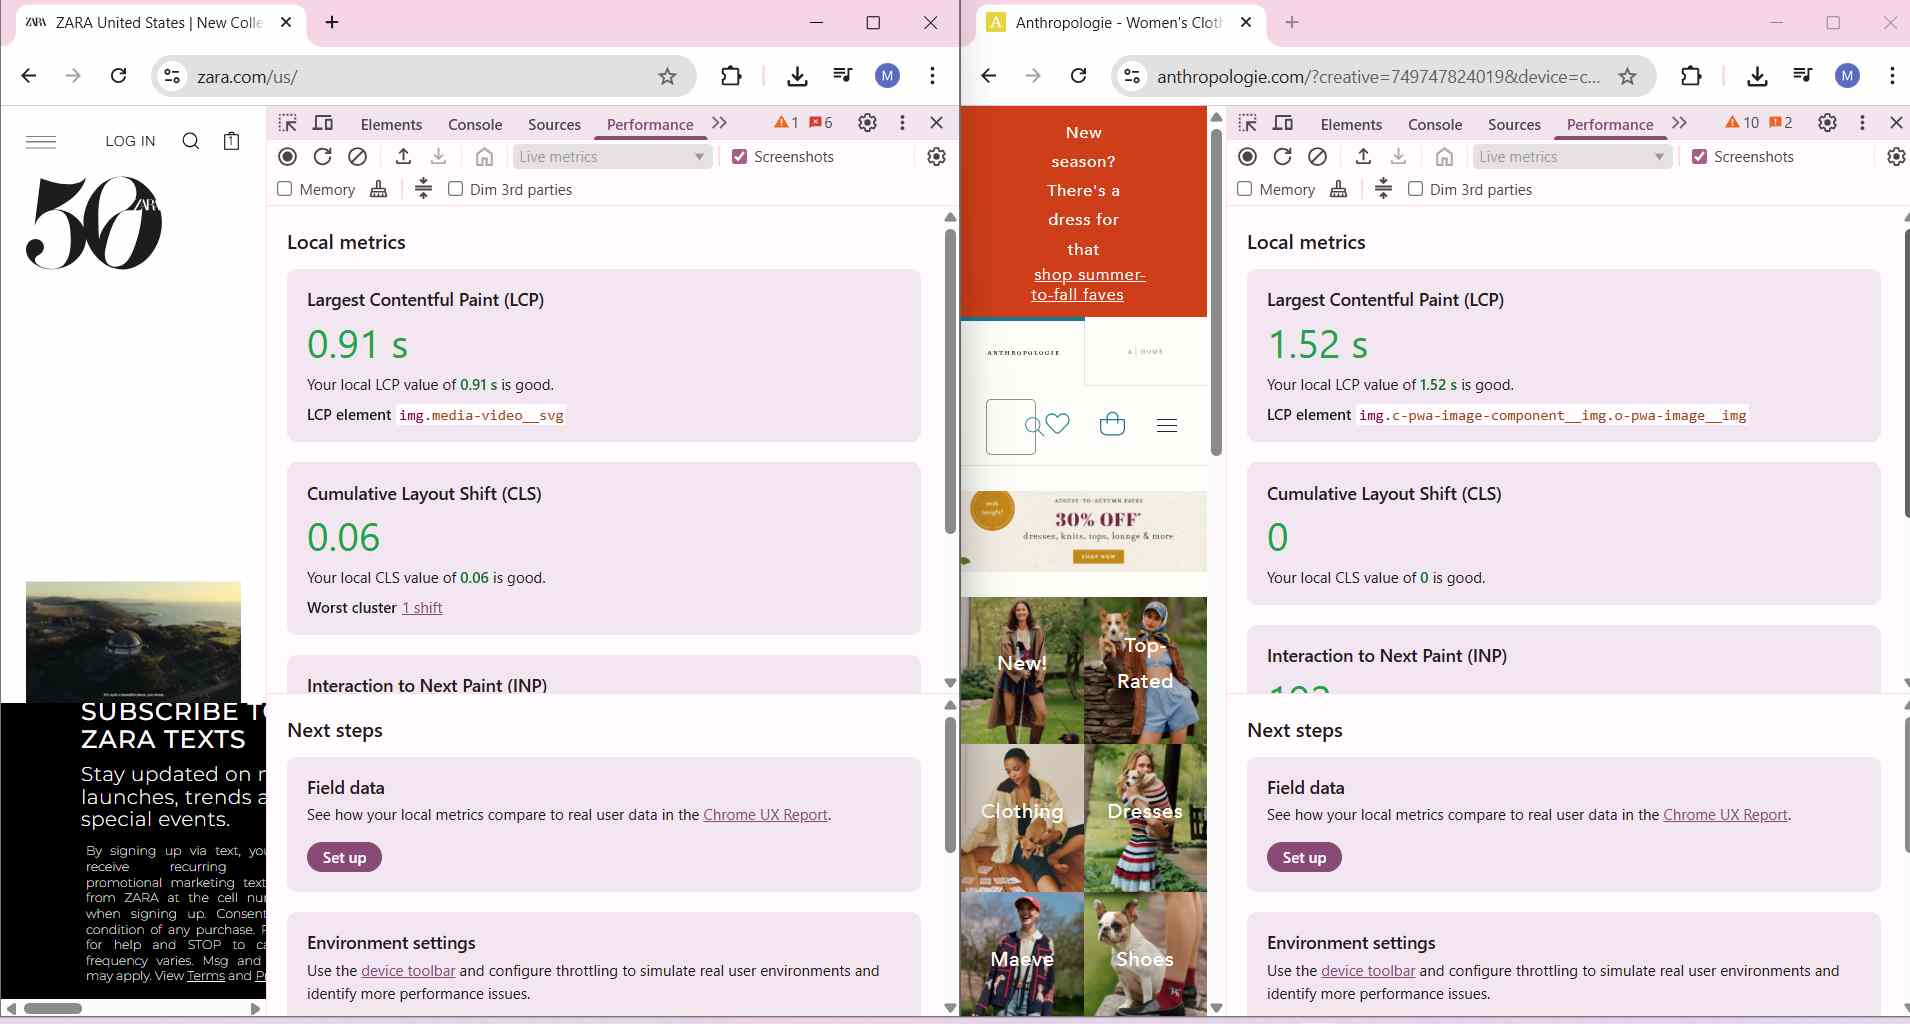 ZARA United States | New Colle
zara.com/us/
M
LOG IN
1
50
ZARA
SUBSCRIBE TO
ZARA TEXTS
Stay updated on n
launches, trends a
special events.
By signing up via text, you
receive recurring
promotional marketing text
from ZARA at the cell nu
when signing up. Consent
condition of any purchase. R
for help and STOP to ca
frequency varies. Msg and
may apply. View Terms and Pr
Elements Console Sources Performance 1 6
Live metrics Screenshots
Memory Dim 3rd parties
Local metrics
Largest Contentful Paint (LCP)
0.91 s
Your local LCP value of 0.91 s is good.
LCP element img.media-video__svg
Cumulative Layout Shift (CLS)
0.06
Your local CLS value of 0.06 is good.
Worst cluster 1 shift
Interaction to Next Paint (INP)
Next steps
Field data
See how your local metrics compare to real user data in the Chrome UX Report.
Set up
Environment settings
Use the device toolbar and configure throttling to simulate real user environments and
identify more performance issues.
A Anthropologie - Women's Cloth
anthropologie.com/?creative=749747824019&device=c...
M
New
season?
There's a
dress for
that
shop summer-
to-fall faves
ANTHROPOLOGIE
A | HOME
AUGUST-TO-AUTUMN FAVES
30% OFF*
dresses, knits, tops, lounge & more
SHOP NOW
New!
Top-
Rated
Clothing
Dresses
Maeve
Shoes
Elements Console Sources Performance 10 2
Live metrics Screenshots
Memory Dim 3rd parties
Local metrics
Largest Contentful Paint (LCP)
1.52 s
Your local LCP value of 1.52 s is good.
LCP element img.c-pwa-image-component__img.o-pwa-image__img
Cumulative Layout Shift (CLS)
0
Your local CLS value of 0 is good.
Interaction to Next Paint (INP)
Next steps
Field data
See how your local metrics compare to real user data in the Chrome UX Report.
Set up
Environment settings
Use the device toolbar and configure throttling to simulate real user environments and
identify more performance issues.